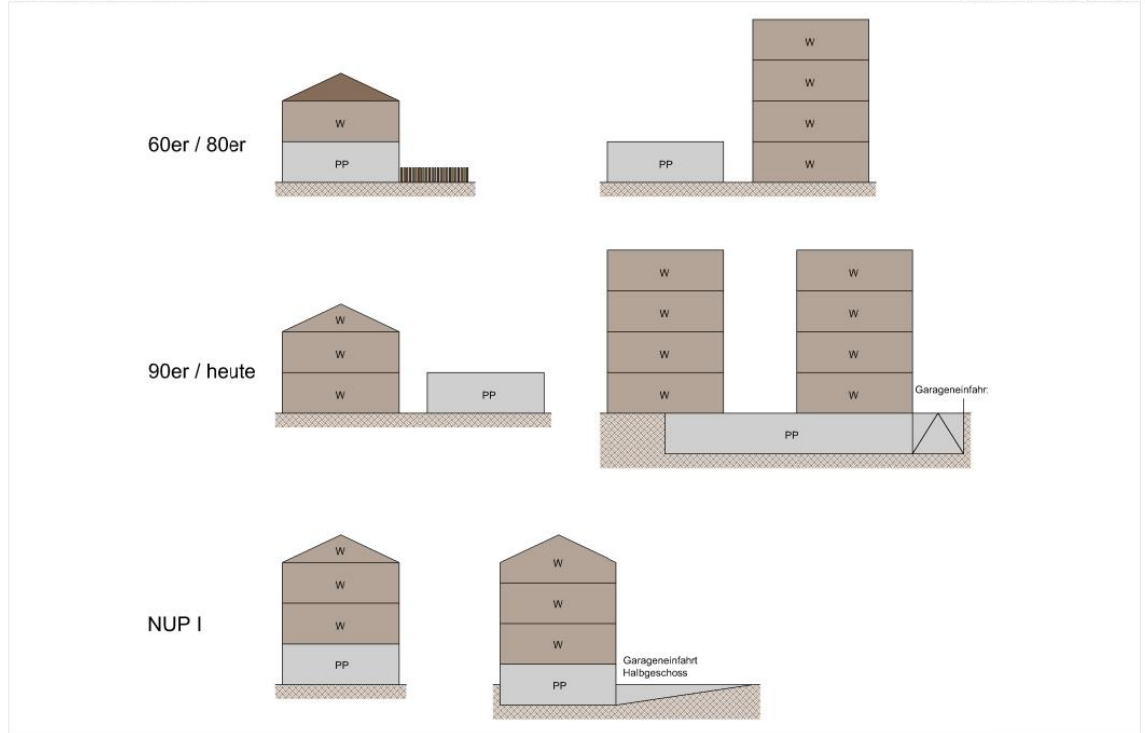 60er / 80er
W
PP
PP
W
W
W
W
90er / heute
W
W
W
PP
W
W
W
W
W
W
W
W
Garageneinfahr
PP
NUP I
W
W
W
PP
W
W
W
PP
Garageneinfahrt
Halbgeschoss